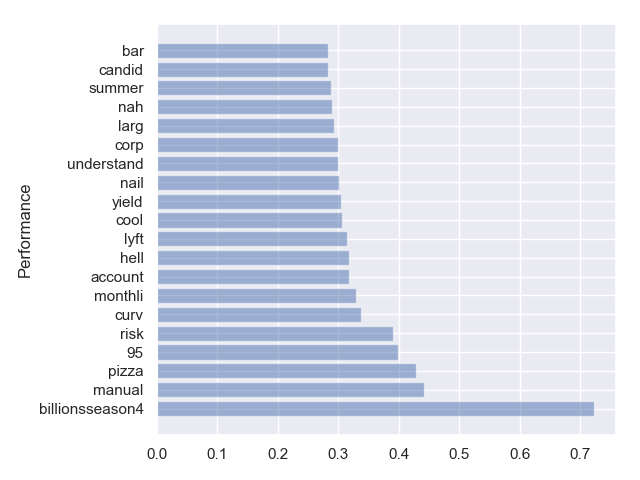 Performance
bar
candid
summer
nah
larg
corp
understand
nail
yield
cool
lyft
hell
account
monthli
curv
risk
95
pizza
manual
billionsseason4
0.0 0.1 0.2 0.3 0.4 0.5 0.6 0.7